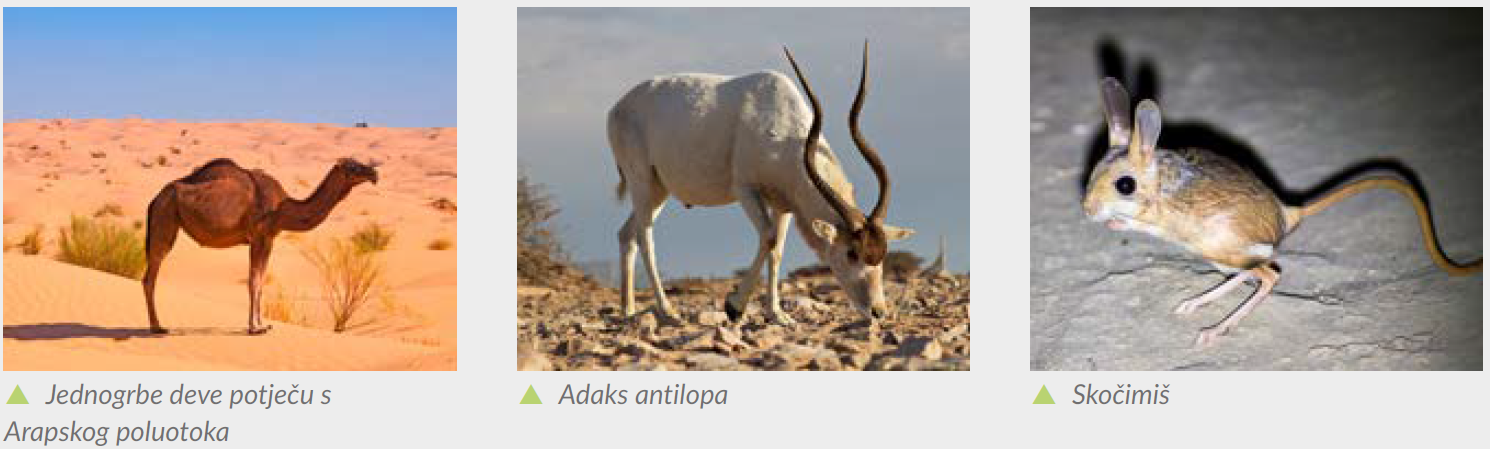 Jednogrbe deve potječu s
Arapskog poluotoka
Adaks antilopa
Skočimiš